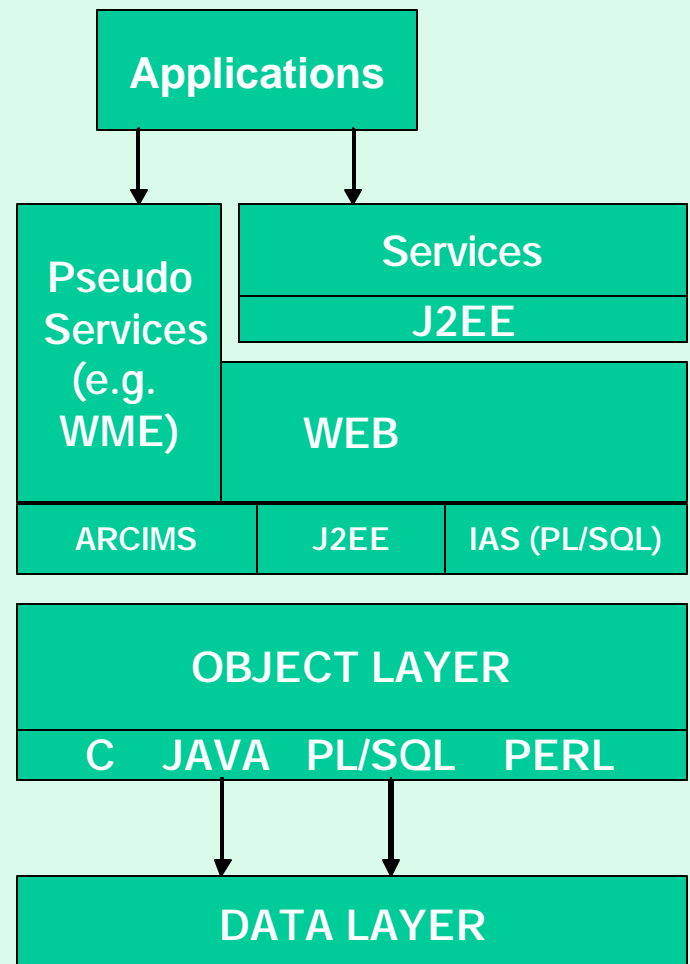 Applications
Pseudo
Services
(e.g.
WME)
Services
J2EE
WEB
ARCIMS
J2EE
IAS (PL/SQL)
OBJECT LAYER
C JAVA PL/SQL PERL
DATA LAYER